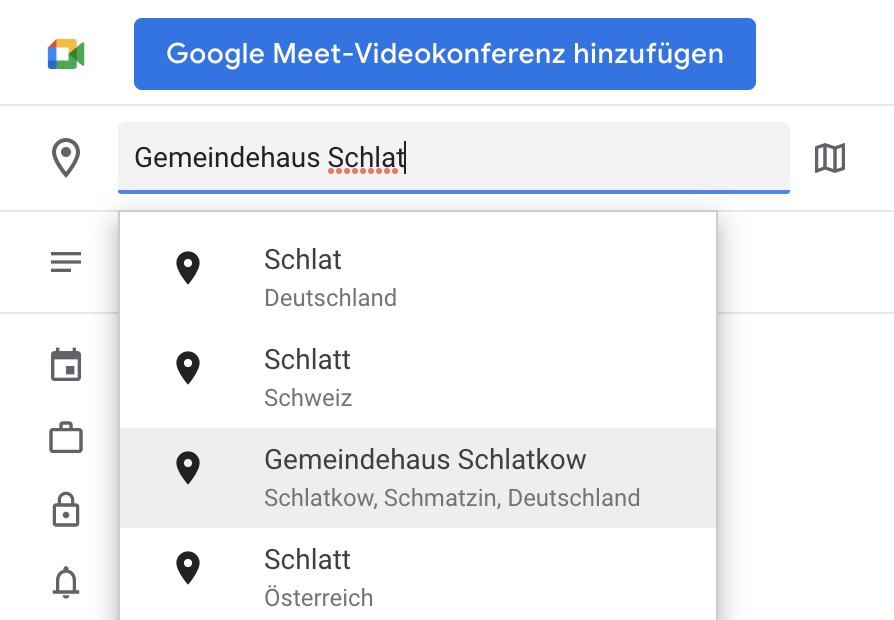 Google Meet-Videokonferenz hinzufügen
Gemeindehaus Schlat
Schlat
Deutschland
Schlatt
Schweiz
Gemeindehaus Schlatkow
Schlatkow, Schmatzin, Deutschland
Schlatt
Österreich